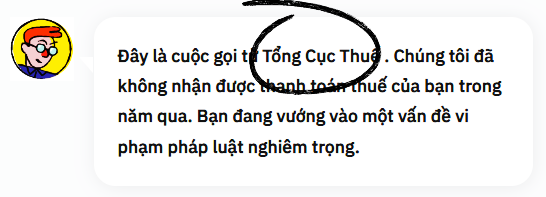 Đây là cuộc gọi từ Tổng Cục Thuế . Chúng tôi đã
không nhận được thanh toán thuế của bạn trong
năm qua. Bạn đang vướng vào một vấn đề vi
phạm pháp luật nghiêm trọng.